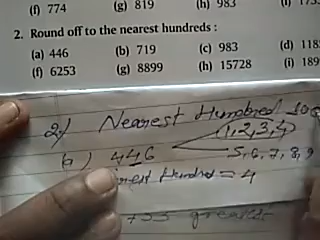 (f) 774 (g) 819 (h) 983
2. Round off to the nearest hundreds :
(a) 446 (b) 719 (c) 983 (d) 118
(f) 6253 (g) 8899 (h) 15728 (i) 189
2) Nearest Hundred
(1,2,3,4)
446 5,6,7,8,9
Hundred = 4